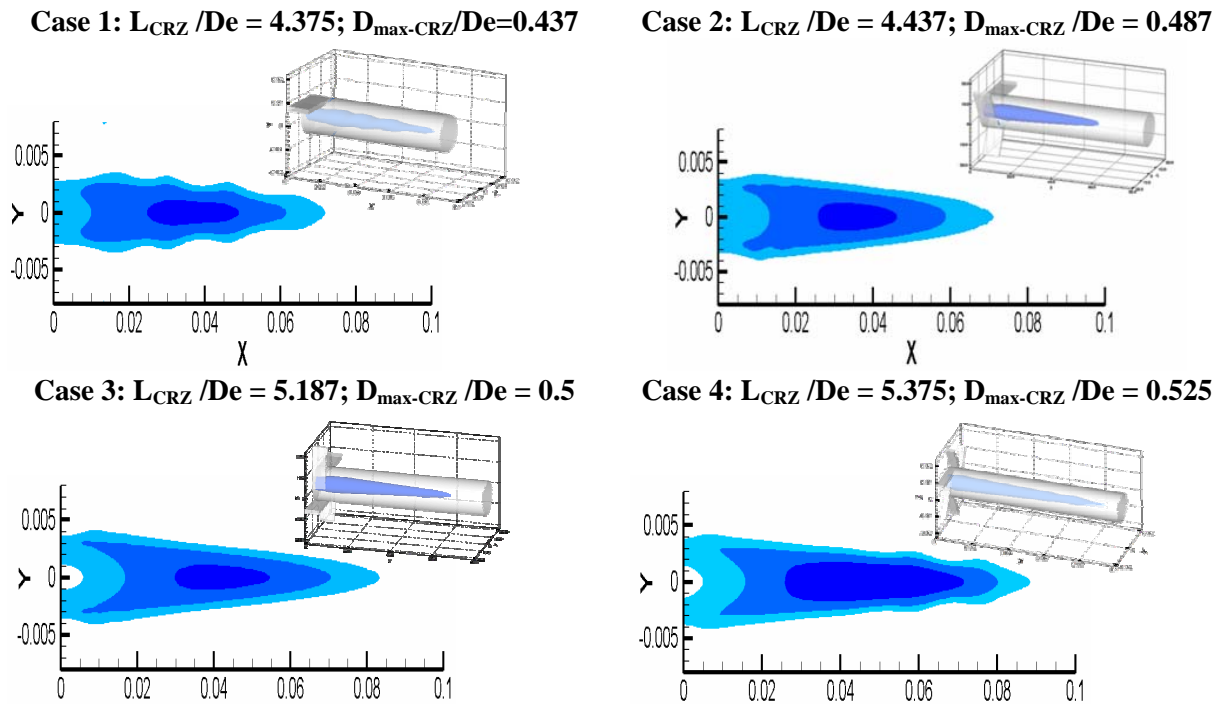 Case 1: L_CRZ /De = 4.375; D_max-CRZ/De=0.437
0.005
0
-0.005
Y
0 0.02 0.04 0.06 0.08 0.1
X
Case 2: L_CRZ /De = 4.437; D_max-CRZ /De = 0.487
0.005
0
-0.005
Y
0 0.02 0.04 0.06 0.08 0.1
X
Case 3: L_CRZ /De = 5.187; D_max-CRZ /De = 0.5
0.005
0
-0.005
Y
0 0.02 0.04 0.06 0.08 0.1
Case 4: L_CRZ /De = 5.375; D_max-CRZ /De = 0.525
0.005
0
-0.005
Y
0 0.02 0.04 0.06 0.08 0.1